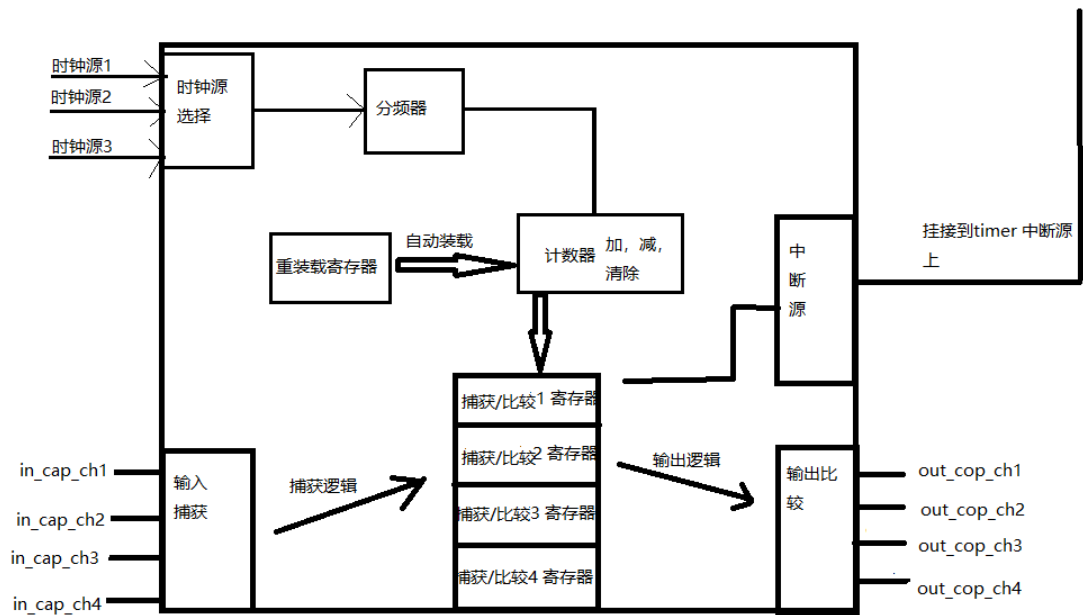 时钟源1
时钟源2
时钟源3
时钟源
选择
分频器
自动装载
重装载寄存器
计数器
加，减，
清除
中
断
源
挂接到timer 中断源
上
捕获/比较1 寄存器
捕获/比较 2 寄存器
捕获/比较3 寄存器
捕获/比较4 寄存器
in_cap_ch1
in_cap_ch2
in_cap_ch3
in_cap_ch4
输入
捕获
捕获逻辑
输出逻辑
输出比
较
out_cop_ch1
out_cop_ch2
out_cop_ch3
out_cop_ch4